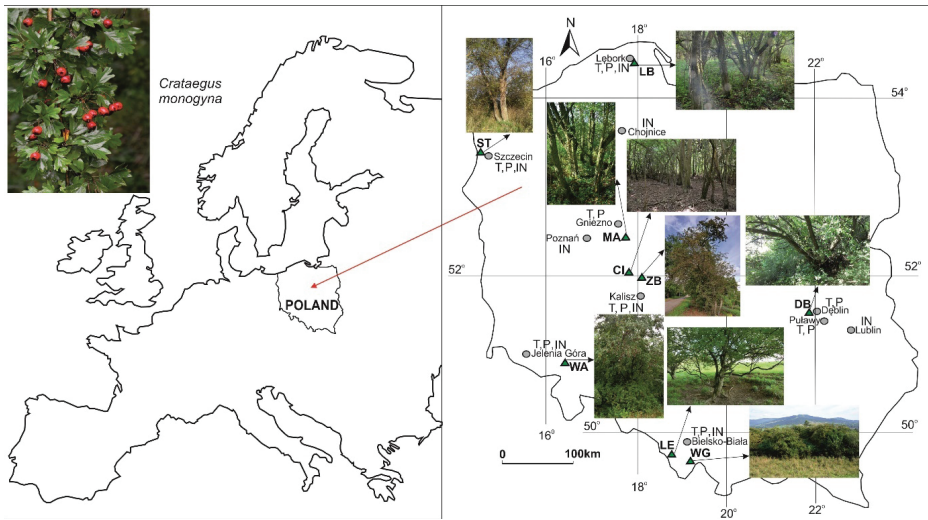 Crataegus
monogyna
POLAND
N
16°
18°
22°
54°
Lębork
T, P, IN
LB
IN
Chojnice
ST
Szczecin
T, P, IN
T, P
Gniezno
Poznań
IN
MA
52°
CI
ZB
52°
Kalisz
T, P, IN
DB
T, P
Dęblin
Puławy
T, P
IN
Lublin
T, P, IN
Jelenia Góra
WA
16°
50°
T, P, IN
Bielsko-Biała
50°
LE
WG
0
100km
18°
20°
22°